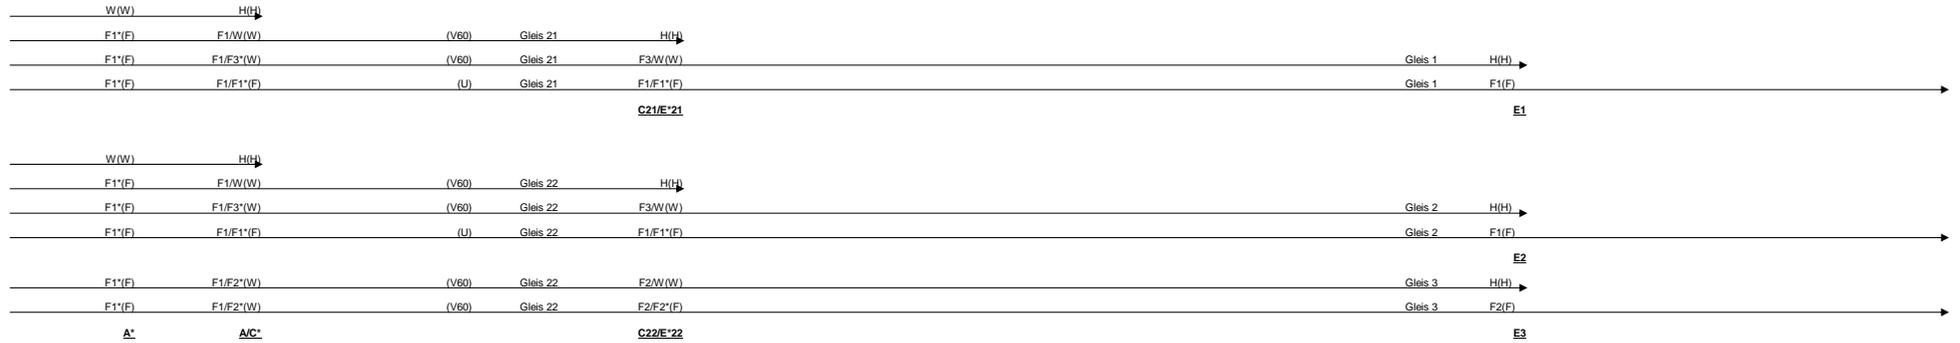 W(W) H(H)
F1*(F) F1/W(W) (V60) Gleis 21 H(H)
F1*(F) F1/F3*(W) (V60) Gleis 21 F3/W(W) Gleis 1 H(H)
F1*(F) F1/F1*(F) (U) Gleis 21 F1/F1*(F) Gleis 1 F1(F)
C21/E*21 E1
W(W) H(H)
F1*(F) F1/W(W) (V60) Gleis 22 H(H)
F1*(F) F1/F3*(W) (V60) Gleis 22 F3/W(W) Gleis 2 H(H)
F1*(F) F1/F1*(F) (U) Gleis 22 F1/F1*(F) Gleis 2 F1(F)
E2
F1*(F) F1/F2*(W) (V60) Gleis 22 F2/W(W) Gleis 3 H(H)
F1*(F) F1/F2*(W) (V60) Gleis 22 F2/F2*(F) Gleis 3 F2(F)
A* A/C* C22/E*22 E3